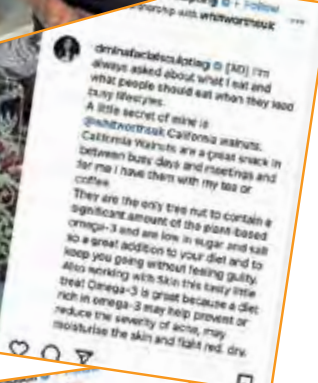 + Follow
partnership with whitworthsuk
drninafacialsculpting [AD] I'm
always asked about what I eat and
what people should eat when they lead
busy lifestyles.
A little secret of mine is
@whitworthsuk California walnuts.
California Walnuts are a great snack in
between busy days and meetings and
for me I have them with my tea or
coffee.
They are the only tree nut to contain a
significant amount of the plant-based
omega-3 and are low in sugar and salt
so a great addition to your diet and to
keep you going without feeling guilty.
Also working with Skin this tasty little
treat Omega-3 is great because a diet
rich in omega-3 may help prevent or
reduce the severity of acne, may
moisturise the skin and fight red, dry,